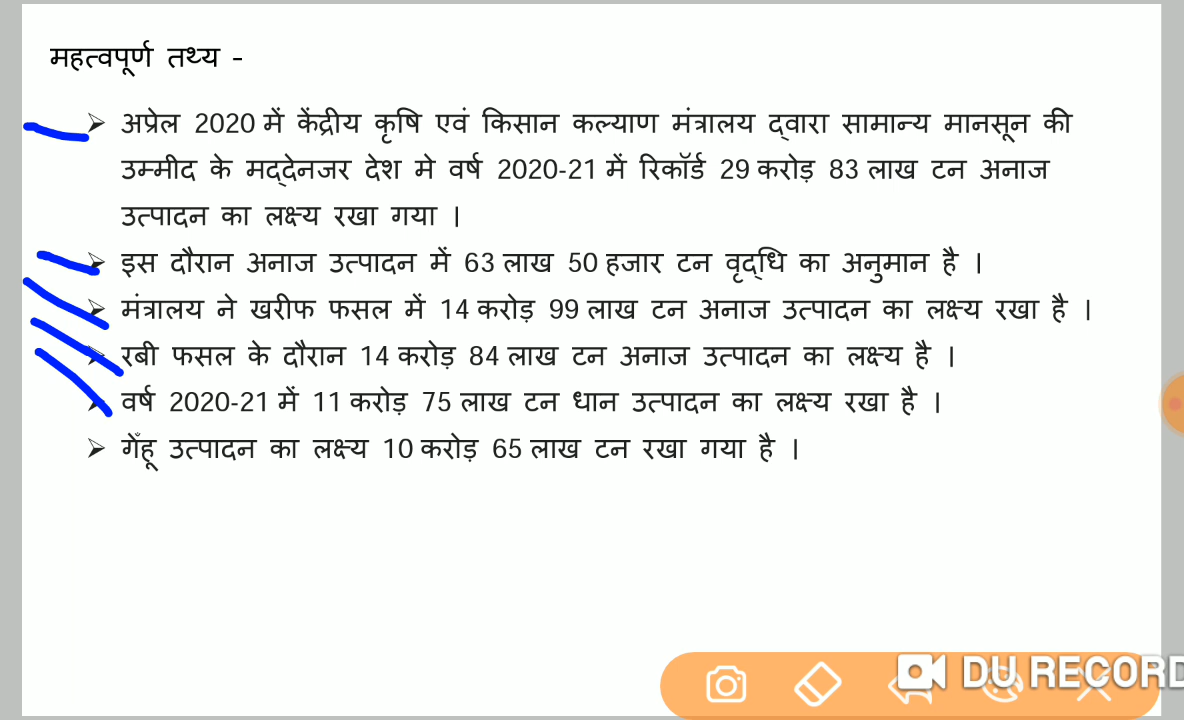 महत्वपूर्ण तथ्य -
➢ अप्रेल 2020 में केंद्रीय कृषि एवं किसान कल्याण मंत्रालय द्वारा सामान्य मानसून की
उम्मीद के मद्देनजर देश मे वर्ष 2020-21 में रिकॉर्ड 29 करोड़ 83 लाख टन अनाज
उत्पादन का लक्ष्य रखा गया |
➢ इस दौरान अनाज उत्पादन में 63 लाख 50 हजार टन वृद्धि का अनुमान है |
➢ मंत्रालय ने खरीफ फसल में 14 करोड़ 99 लाख टन अनाज उत्पादन का लक्ष्य रखा है |
➢ रबी फसल के दौरान 14 करोड़ 84 लाख टन अनाज उत्पादन का लक्ष्य है |
➢ वर्ष 2020-21 में 11 करोड़ 75 लाख टन धान उत्पादन का लक्ष्य रखा है |
➢ गेँहू उत्पादन का लक्ष्य 10 करोड़ 65 लाख टन रखा गया है |
DU RECORD